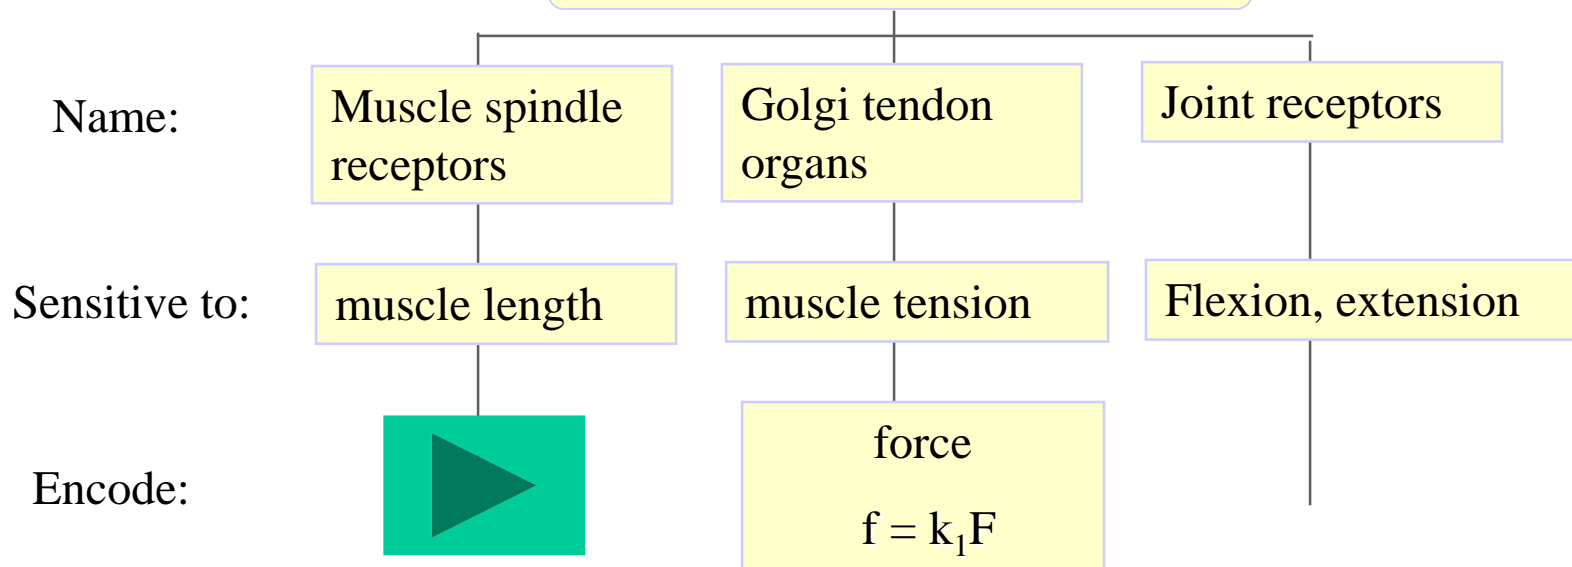 Name:
Muscle spindle
receptors
Golgi tendon
organs
Joint receptors
Sensitive to:
muscle length
muscle tension
Flexion, extension
Encode:
force
f = k₁F